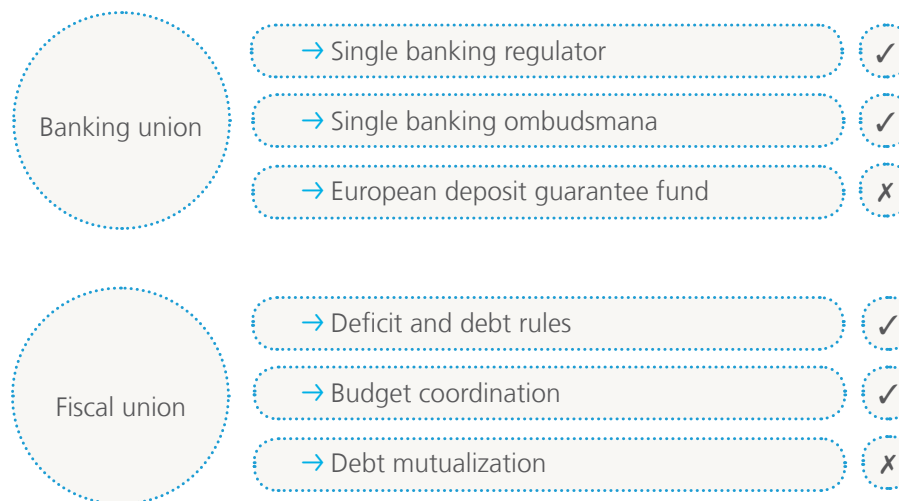 Banking union
→ Single banking regulator ✓
→ Single banking ombudsmana ✓
→ European deposit guarantee fund ✗
Fiscal union
→ Deficit and debt rules ✓
→ Budget coordination ✓
→ Debt mutualization ✗